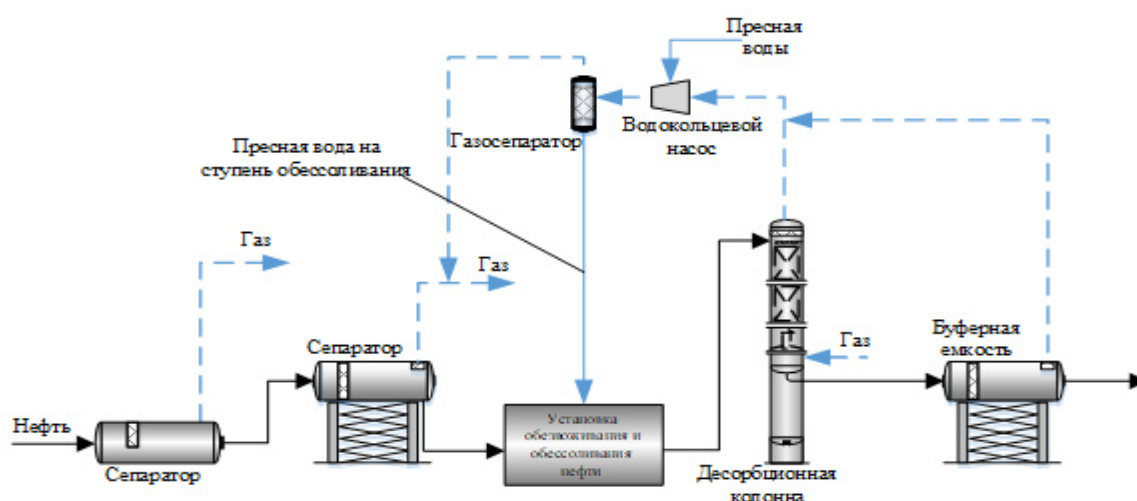 Пресная
воды
Водокольцевой
насос
Газосепаратор
Пресная вода на
ступень обессоливания
Газ
Газ
Сепаратор
Газ
Буферная
емкость
Нефть
Сепаратор
Установка
обезвоживания и
обессоливания
нефти
Десорбционная
колонна